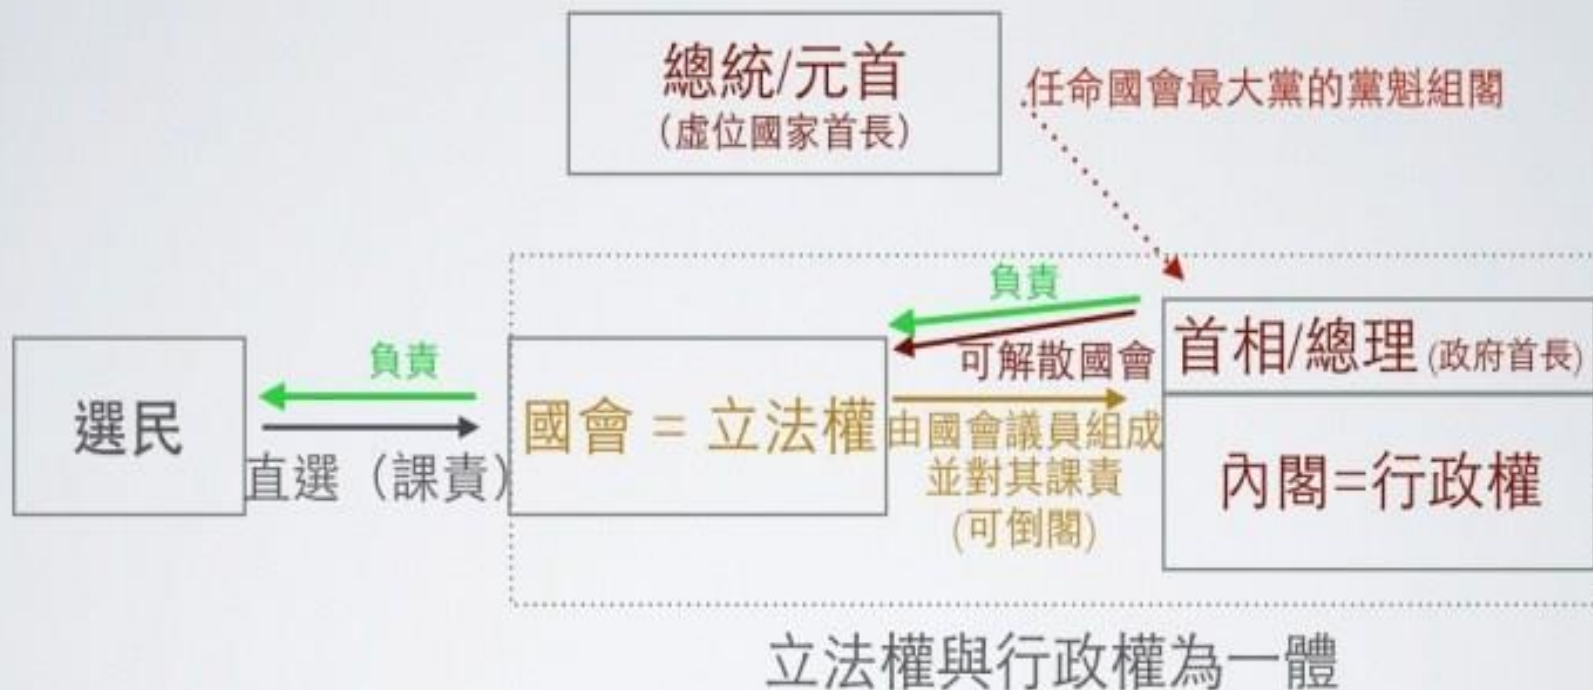 總統/元首
(虛位國家首長)
任命國會最大黨的黨魁組閣
負責
負責
可解散國會
首相/總理 (政府首長)
選民
直選（課責）
國會 = 立法權
由國會議員組成
並對其課責
(可倒閣)
內閣=行政權
立法權與行政權為一體